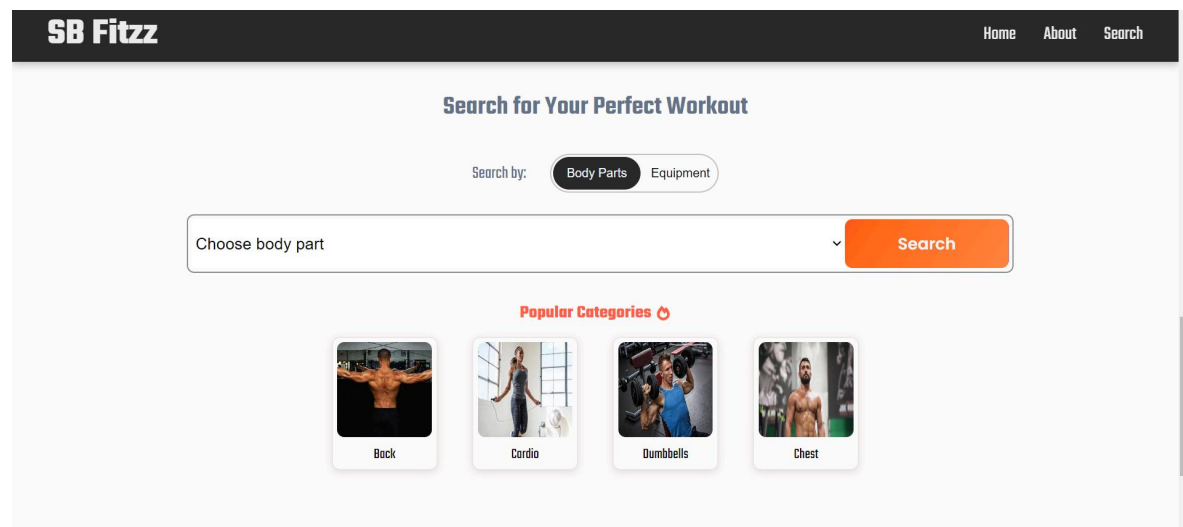 SB Fitzz
Home About Search
Search for Your Perfect Workout
Search by: Body Parts Equipment
Choose body part Search
Popular Categories
Back Cardio Dumbbells Chest